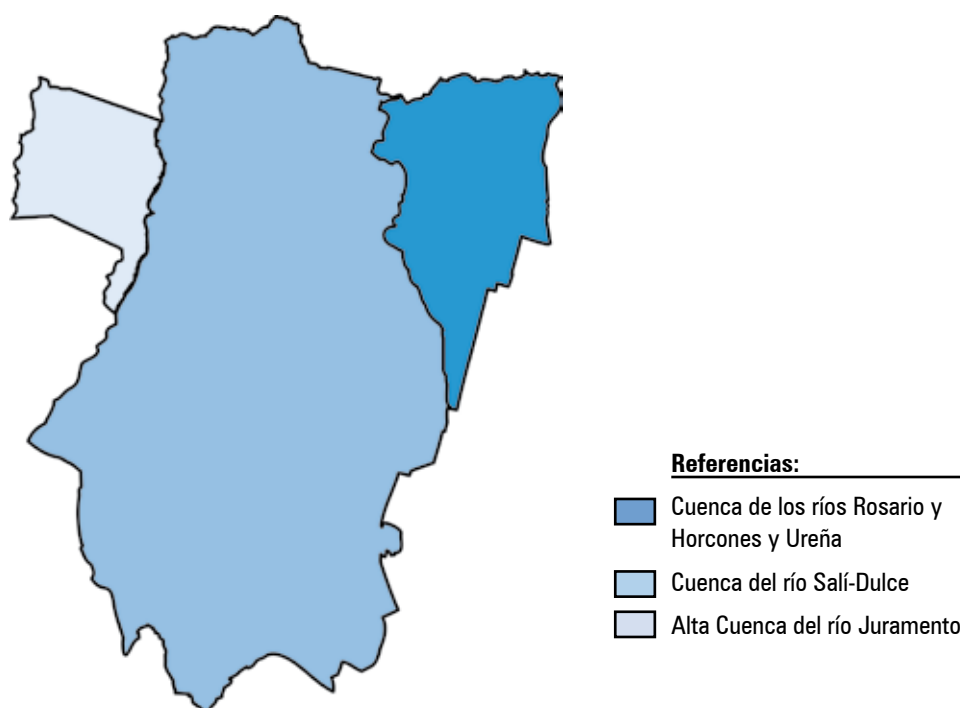 Referencias:
Cuenca de los ríos Rosario y
Horcones y Ureña
Cuenca del río Salí-Dulce
Alta Cuenca del río Juramento